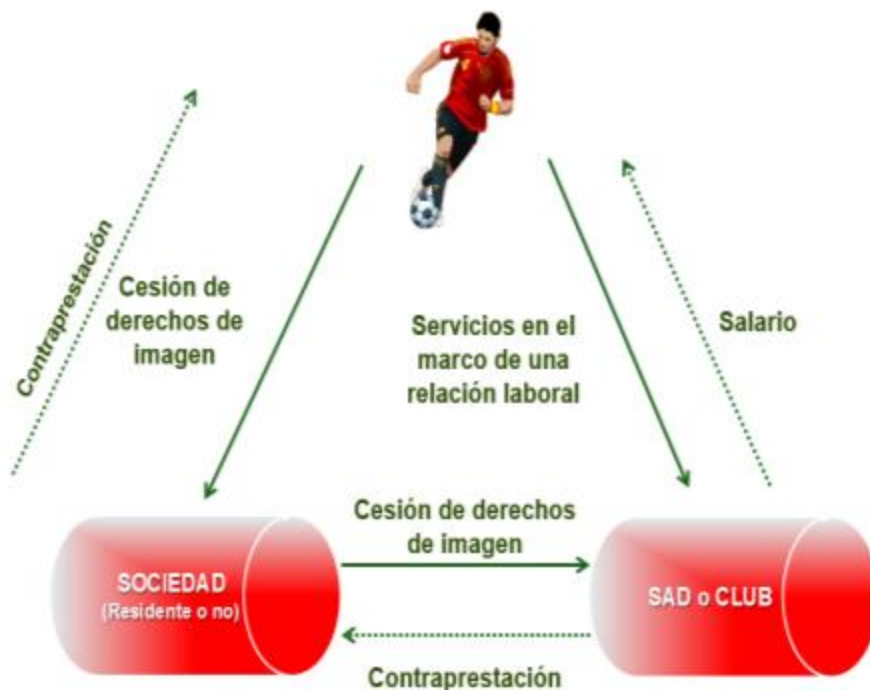 Contraprestación
Cesión de
derechos de
imagen
Servicios en el
marco de una
relación laboral
Salario
Cesión de derechos
de imagen
SOCIEDAD
(Residente o no)
SAD o CLUB
Contraprestación